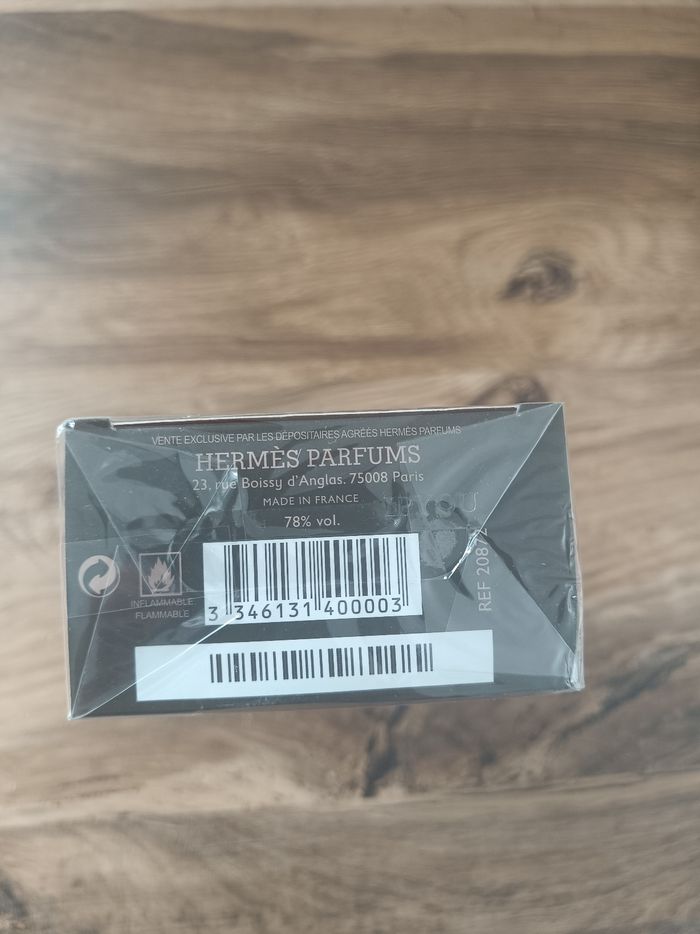 VENTE EXCLUSIVE PAR LES DÉPOSITAIRES AGRÉÉS HERMÈS PARFUMS
HERMÈS PARFUMS
23, rue Boissy d'Anglas. 75008 Paris
MADE IN FRANCE
78% vol.
INFLAMMABLE
FLAMMABLE
3 346131 400003
REF